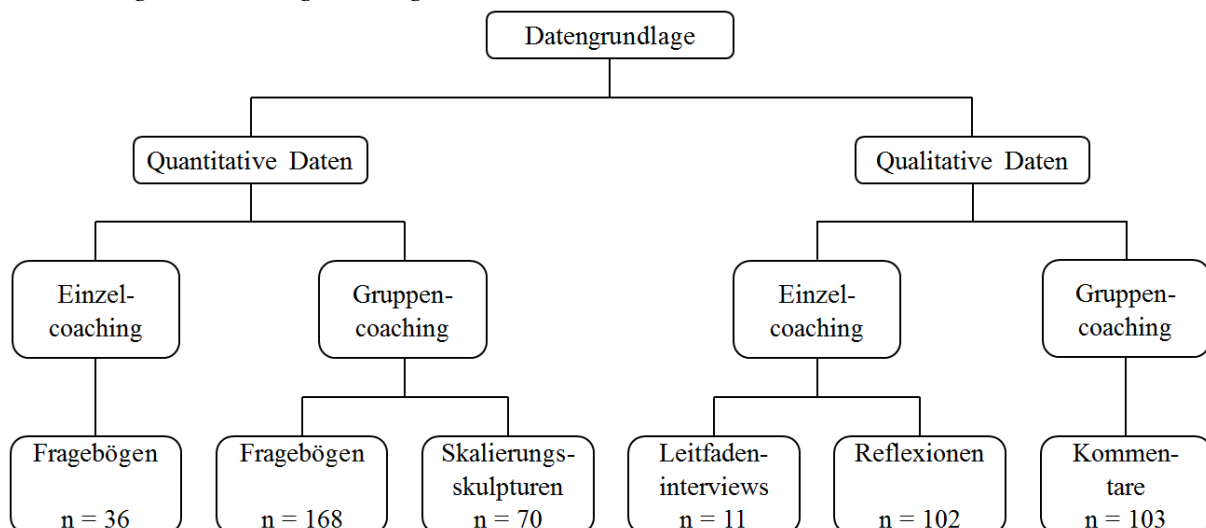 Datengrundlage
Quantitative Daten
Qualitative Daten
Einzel-
coaching
Gruppen-
coaching
Einzel-
coaching
Gruppen-
coaching
Fragebögen
n = 36
Fragebögen
n = 168
Skalierungs-
skulpturen
n = 70
Leitfaden-
interviews
n = 11
Reflexionen
n = 102
Kommen-
tare
n = 103